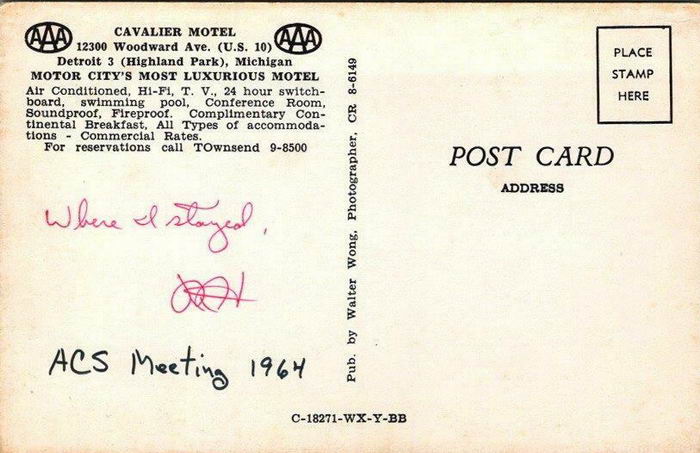 AAA
CAVALIER MOTEL
AAA
12300 Woodward Ave. (U.S. 10)
Detroit 3 (Highland Park), Michigan
MOTOR CITY'S MOST LUXURIOUS MOTEL
Air Conditioned, Hi-Fi, T. V., 24 hour switch-
board, swimming pool, Conference Room,
Soundproof, Fireproof. Complimentary Con-
tinental Breakfast, All Types of accommoda-
tions - Commercial Rates.
For reservations call TOwnsend 9-8500
Where I stayed.
ACS Meeting 1964
Pub. by Walter Wong, Photographer, CR 8-6149
C-18271-WX-Y-BB
PLACE
STAMP
HERE
POST CARD
ADDRESS